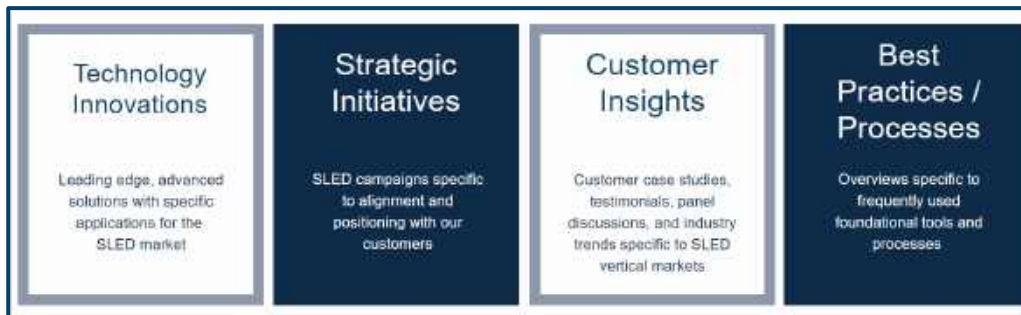 Technology
Innovations
Leading edge, advanced
solutions with specific
applications for the
SLED market
Strategic
Initiatives
SLED campaigns specific
to alignment and
positioning with our
customers
Customer
Insights
Customer case studies,
testimonials, panel
discussions, and industry
trends specific to SLED
vertical markets
Best
Practices /
Processes
Overviews specific to
frequently used
foundational tools and
processes